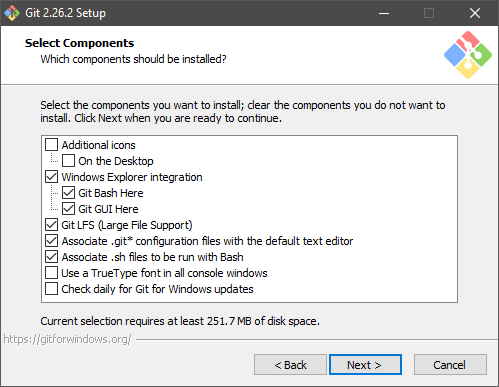 Git 2.26.2 Setup
Select Components
Which components should be installed?
Select the components you want to install; clear the components you do not want to
install. Click Next when you are ready to continue.
Additional icons
On the Desktop
Windows Explorer integration
Git Bash Here
Git GUI Here
Git LFS (Large File Support)
Associate .git* configuration files with the default text editor
Associate .sh files to be run with Bash
Use a TrueType font in all console windows
Check daily for Git for Windows updates
Current selection requires at least 251.7 MB of disk space.
https://gitforwindows.org/
< Back
Next >
Cancel